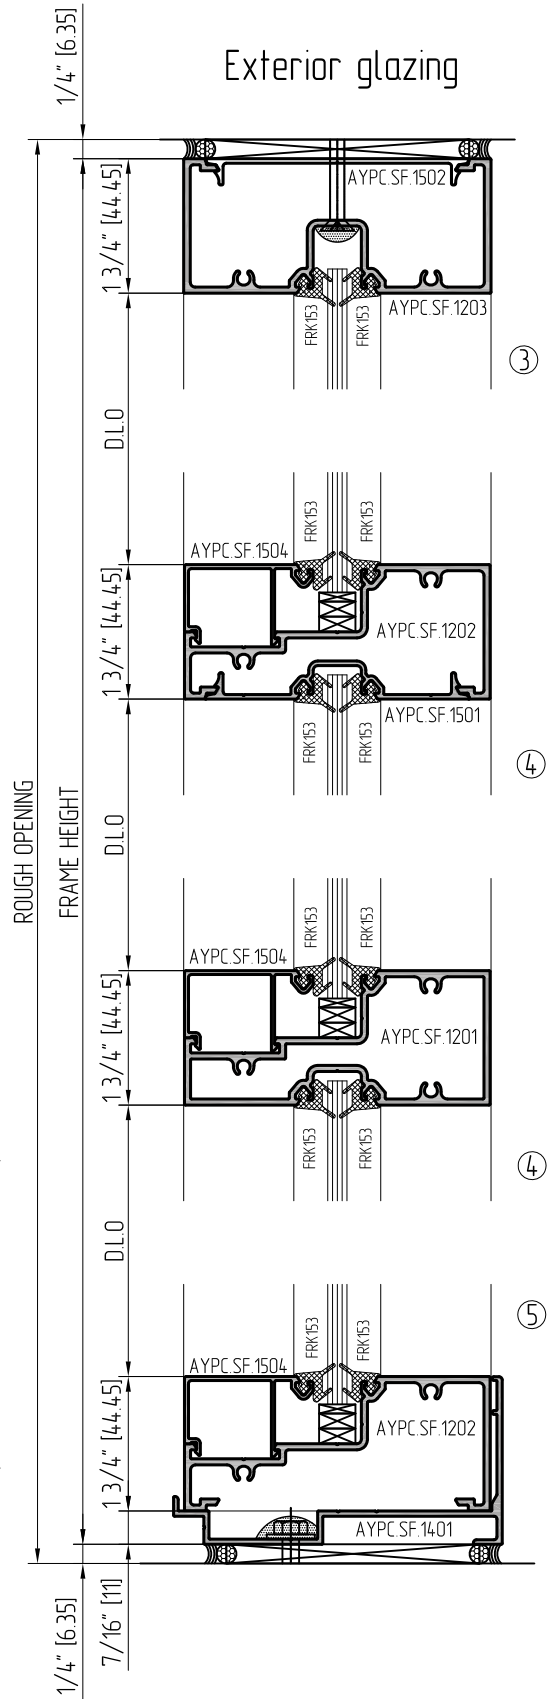 1/4" [6.35]
Exterior glazing
1 3/4" [44.45]
AYPC.SF.1502
AYPC.SF.1203
FRK153
FRK153
3
D.L.O
FRK153
FRK153
AYPC.SF.1504
1 3/4" [44.45]
AYPC.SF.1202
AYPC.SF.1501
FRK153
FRK153
4
ROUGH OPENING
FRAME HEIGHT
D.L.O
FRK153
FRK153
AYPC.SF.1504
1 3/4" [44.45]
AYPC.SF.1201
FRK153
FRK153
4
D.L.O
5
FRK153
FRK153
AYPC.SF.1504
1 3/4" [44.45]
AYPC.SF.1202
AYPC.SF.1401
1/4" [6.35]
7/16" [11]